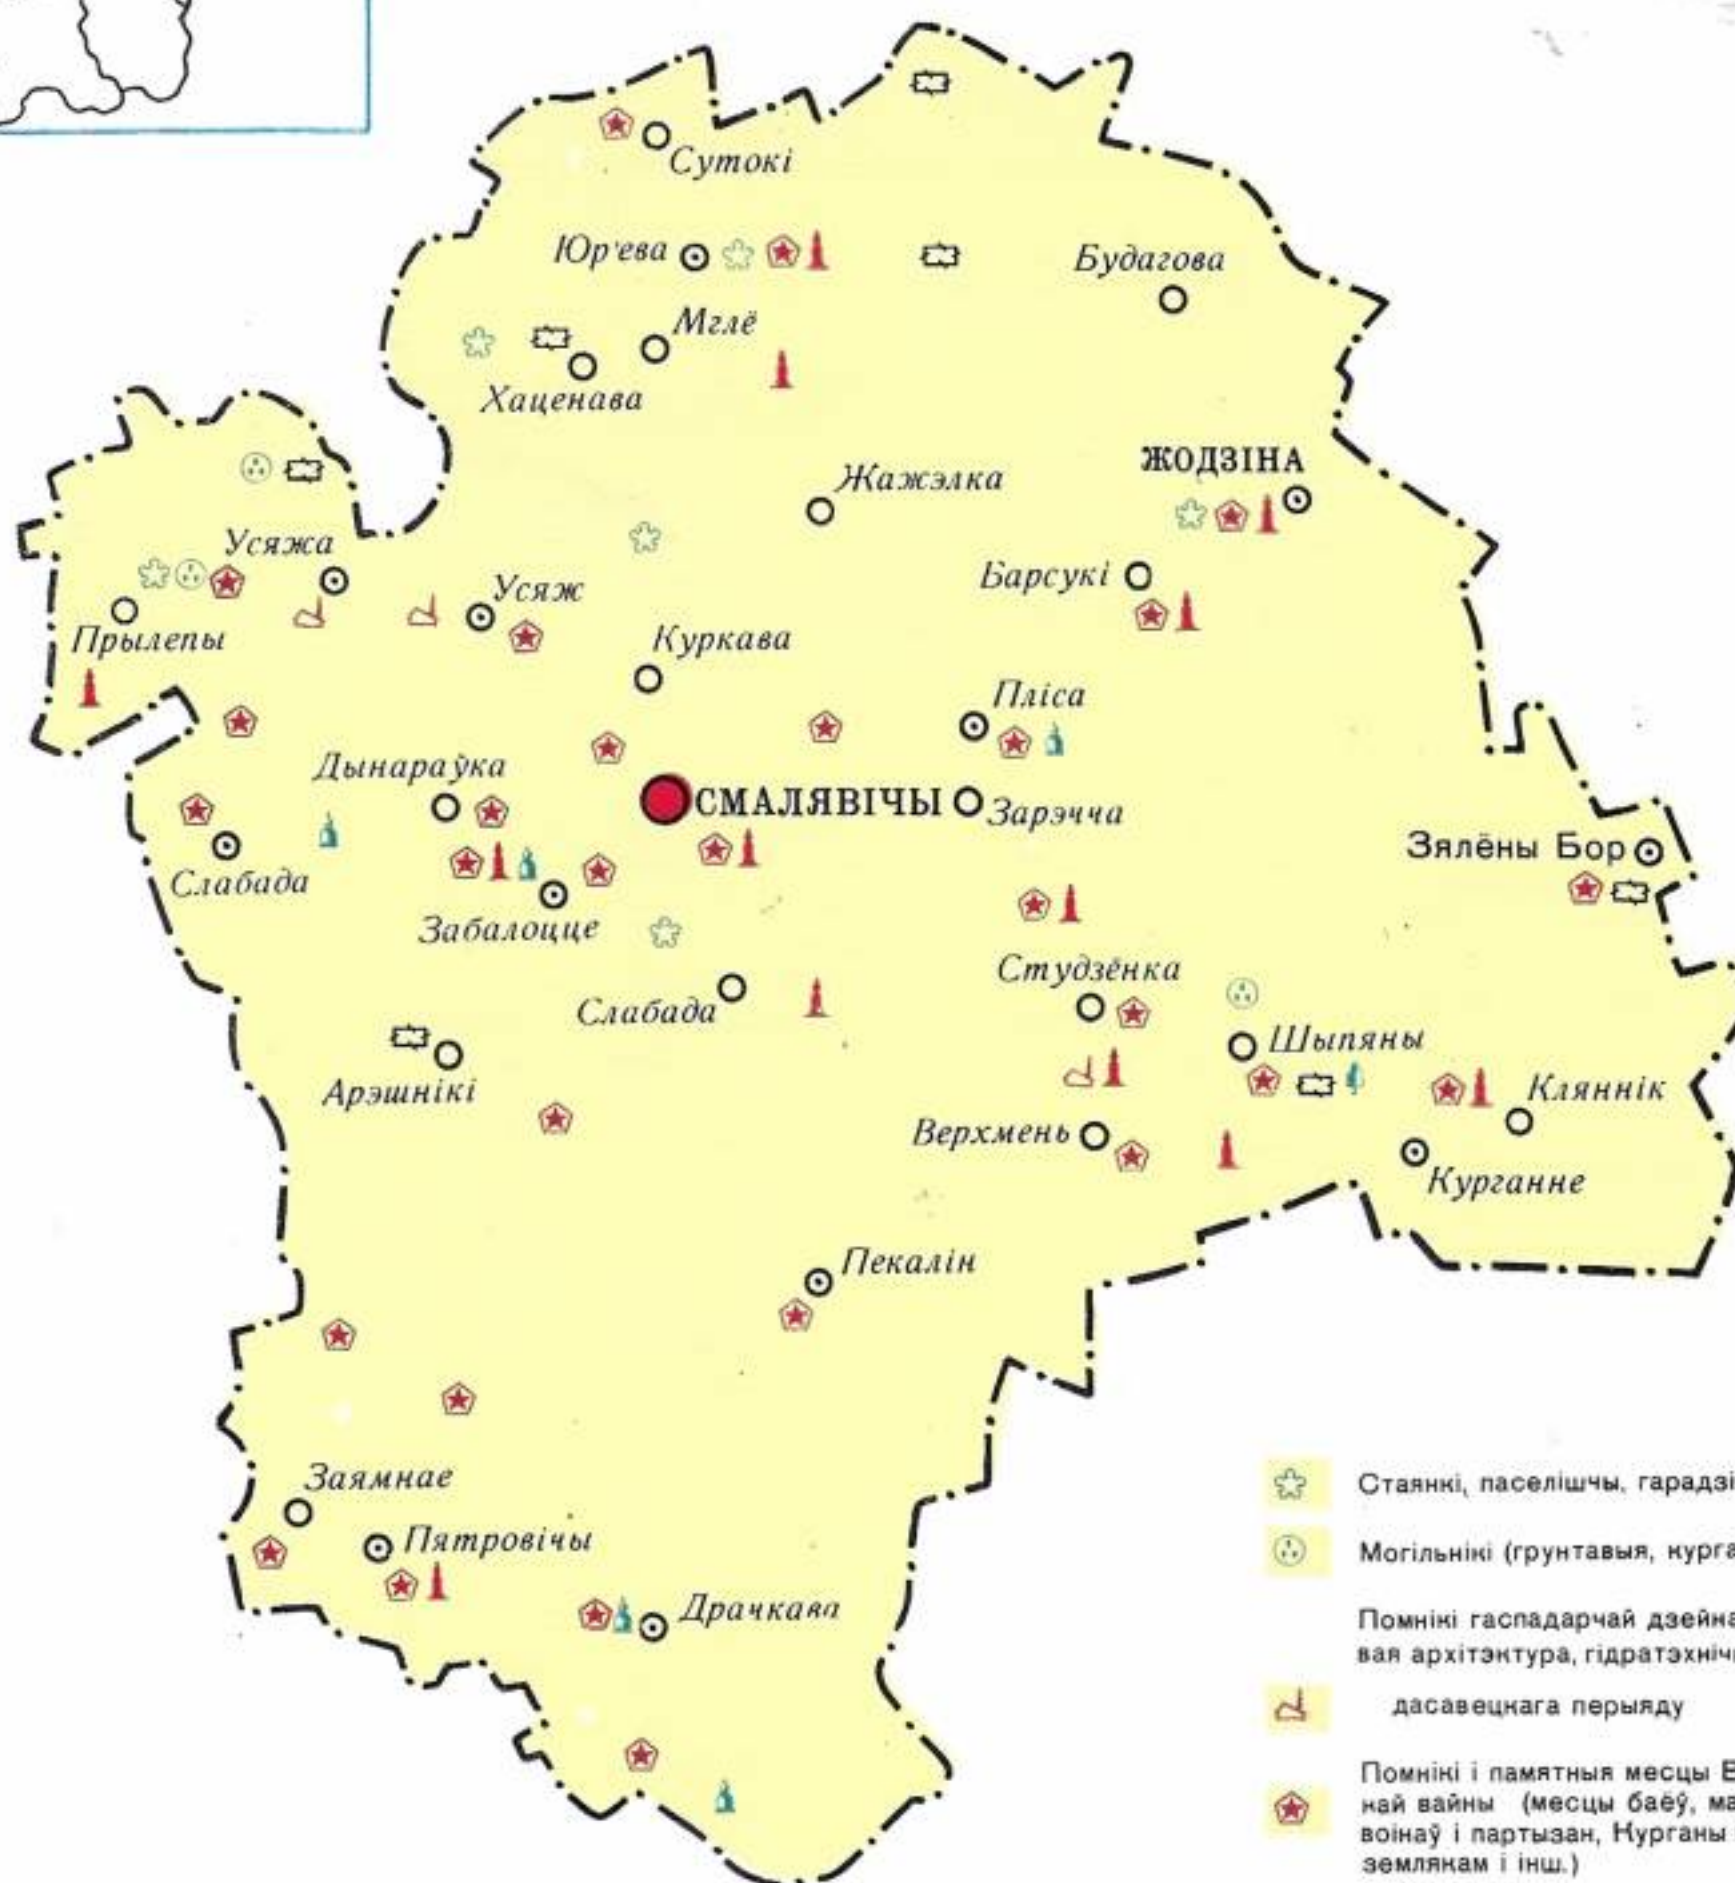 Сутокі
Юр'ева
Будагова
Мглё
Хаценава
ЖОДЗІНА
Жажэлка
Усяжа
Барсукі
Усяж
Прылепы
Куркава
Пліса
Дынараўка
СМАЛЯВІЧЫ
Зарэчча
Зялёны Бор
Слабада
Забалоцце
Студзёнка
Слабада
Шыпяны
Арэшнікі
Кляннік
Верхмень
Курганне
Пекалін
Заямнае
Пятровічы
Драчкава
Стаянкі, паселішчы, гарадзі
Могільнікі (грунтавыя, курга
Помнікі гаспадарчай дзейна
вая архітэктура, гідратэхніч
дасавецкага перыяду
Помнікі і памятныя месцы В
най вайны (месцы баёў, ма
воінаў і партызан, Курганы
землякам і інш.)